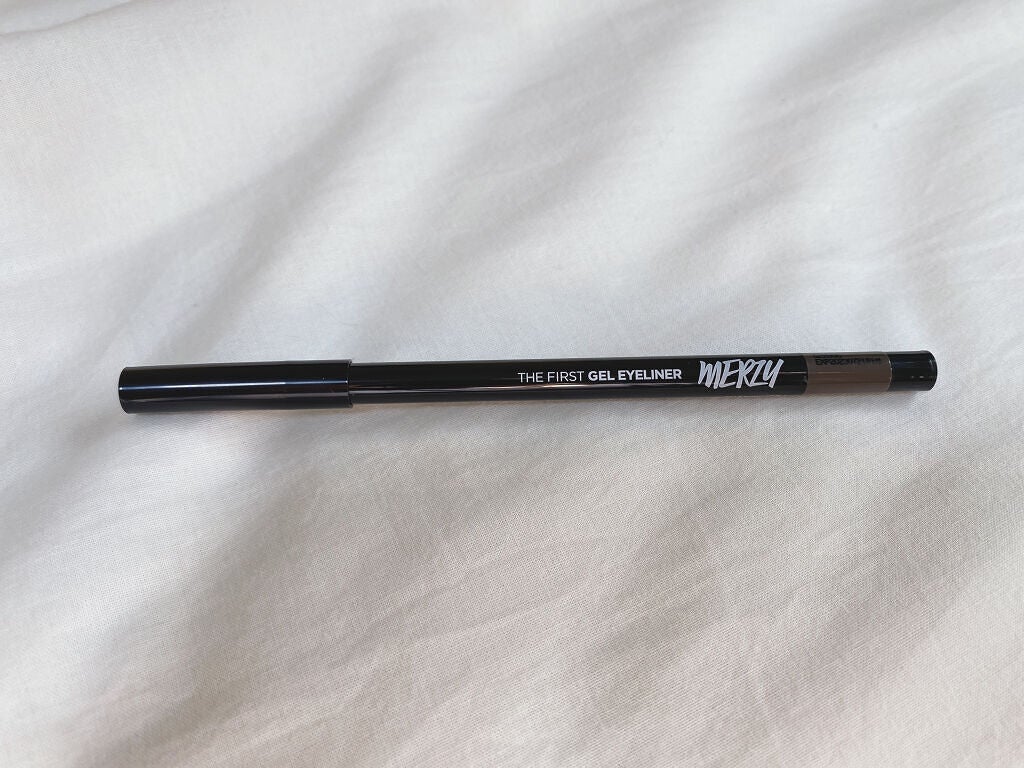 THE FIRST GEL EYELINER MERZY